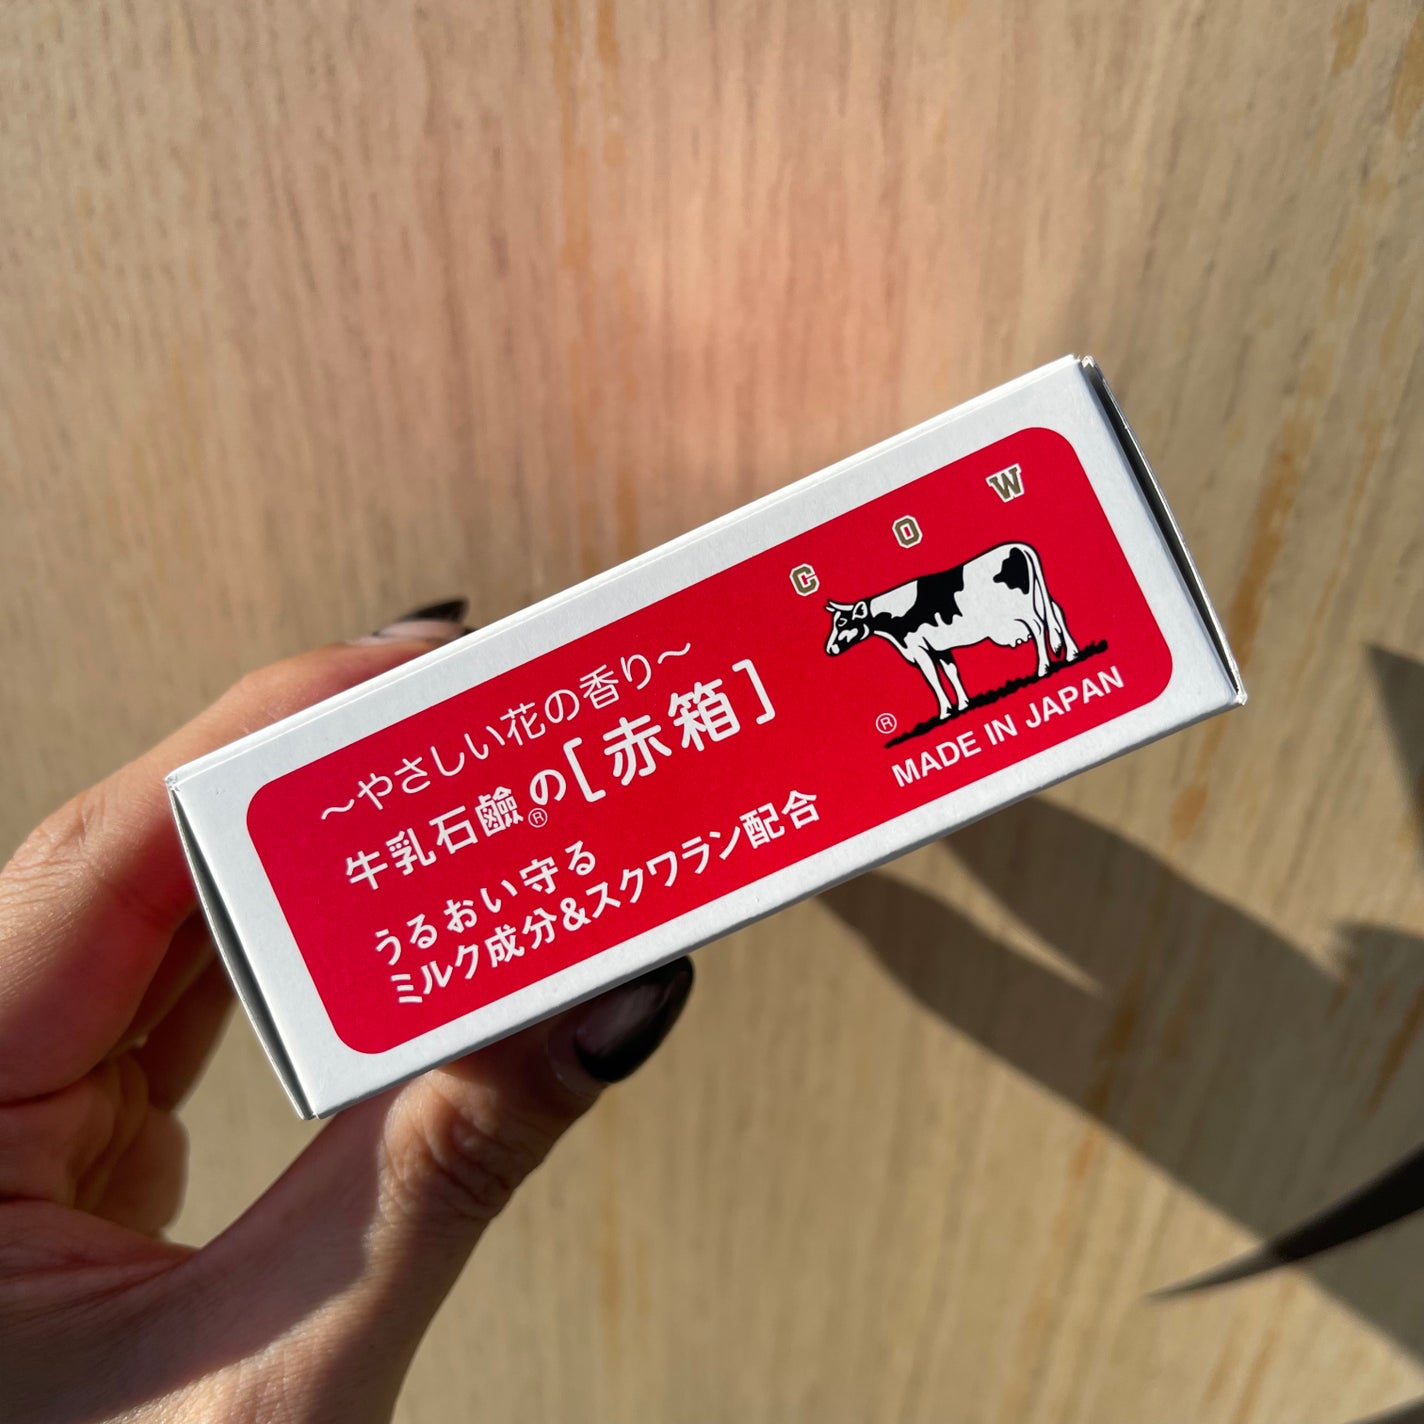 ～やさしい花の香り～
牛乳石鹼®の[赤箱]
うるおい守る
ミルク成分&スクワラン配合
COW
®
MADE IN JAPAN